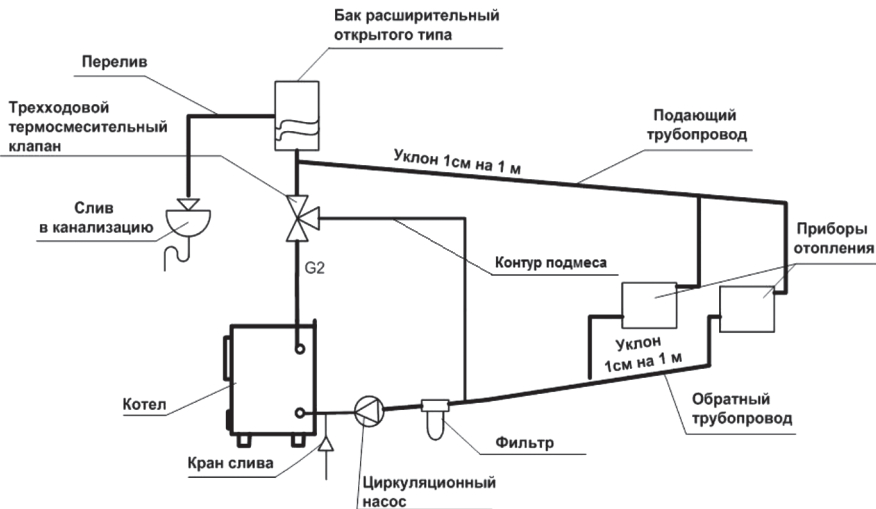 Бак расширительный
открытого типа
Перелив
Трехходовой
термосмесительный
клапан
Подающий
трубопровод
Уклон 1см на 1 м
Слив
в канализацию
Приборы
отопления
Контур подмеса
G2
Уклон
1см на 1 м
Котел
Обратный
трубопровод
Фильтр
Кран слива
Циркуляционный
насос